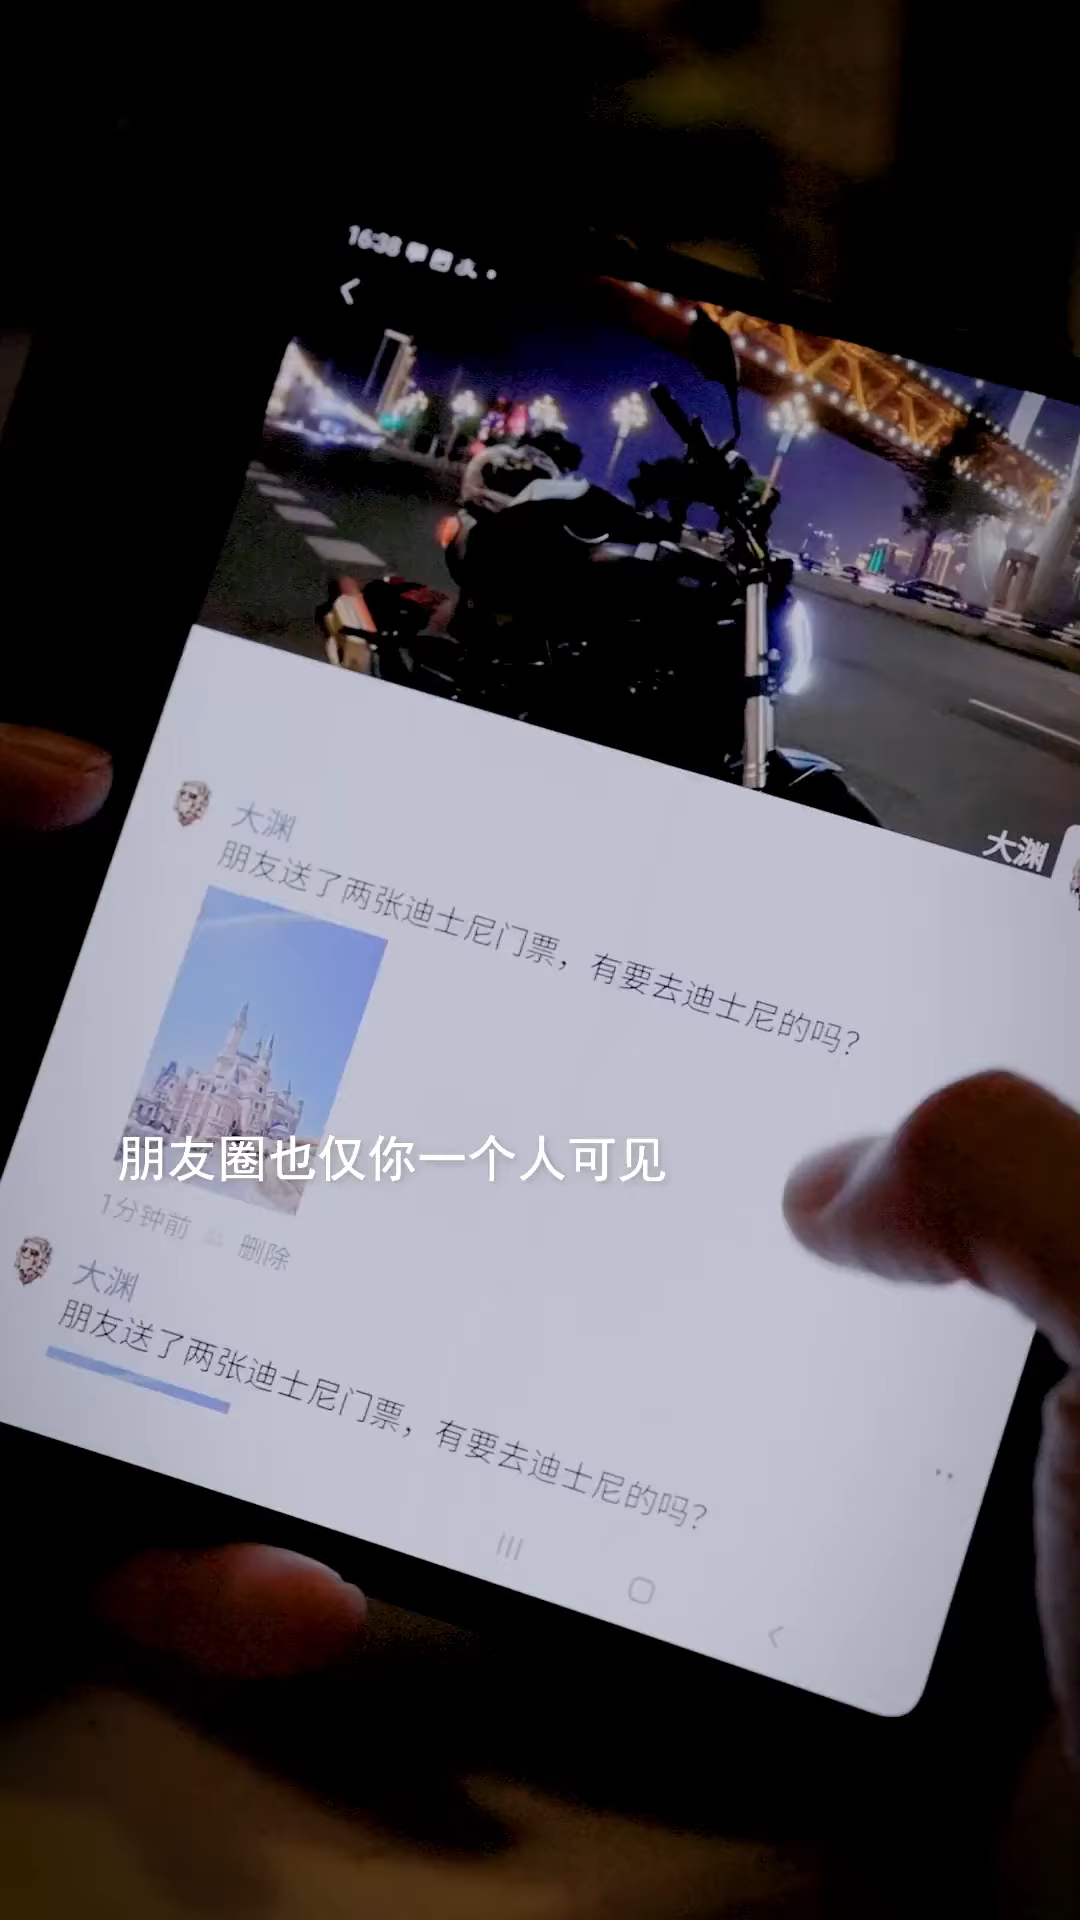 16:38
大渊
大渊
朋友送了两张迪士尼门票，有要去迪士尼的吗？
朋友圈也仅你一个人可见
1分钟前
删除
大渊
朋友送了两张迪士尼门票，有要去迪士尼的吗？